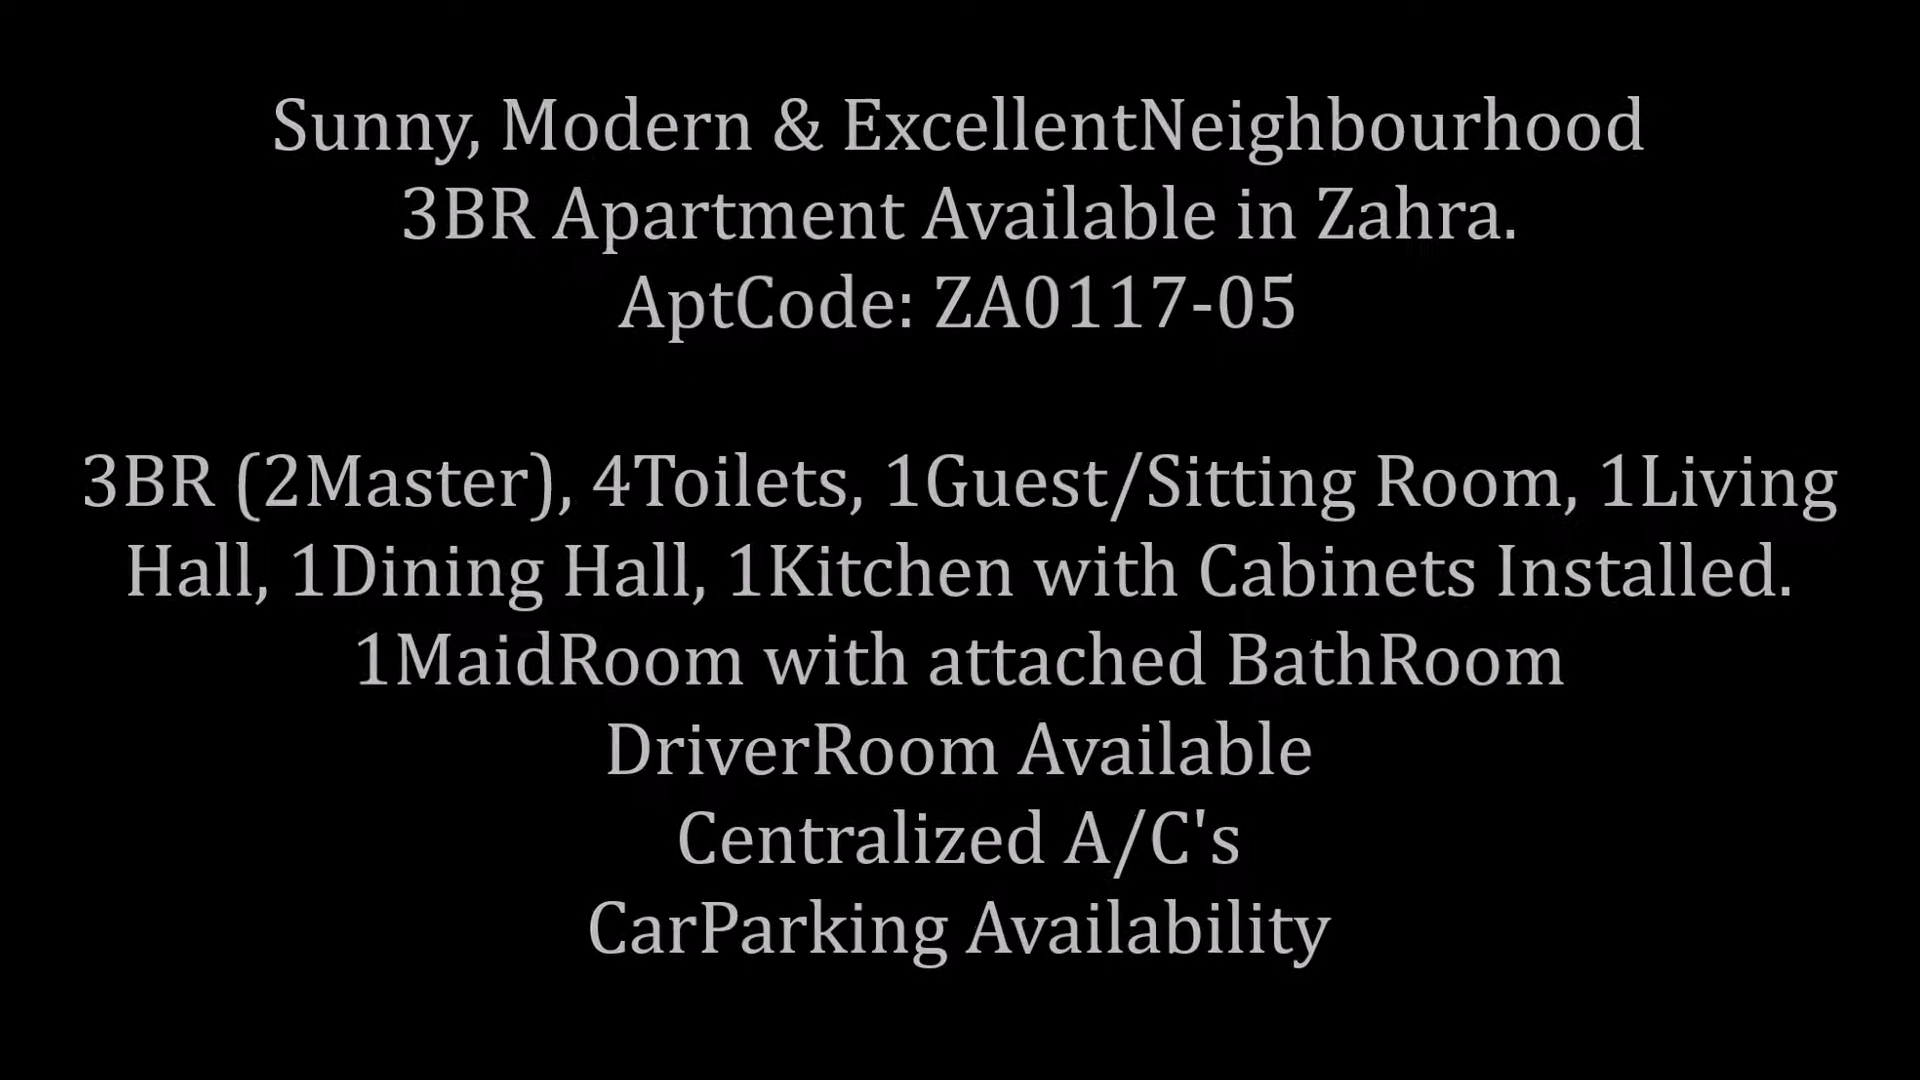 Sunny, Modern & ExcellentNeighbourhood
3BR Apartment Available in Zahra.
AptCode: ZA0117-05
3BR (2Master), 4Toilets, 1Guest/Sitting Room, 1Living
Hall, 1Dining Hall, 1Kitchen with Cabinets Installed.
1MaidRoom with attached BathRoom
DriverRoom Available
Centralized A/C's
CarParking Availability